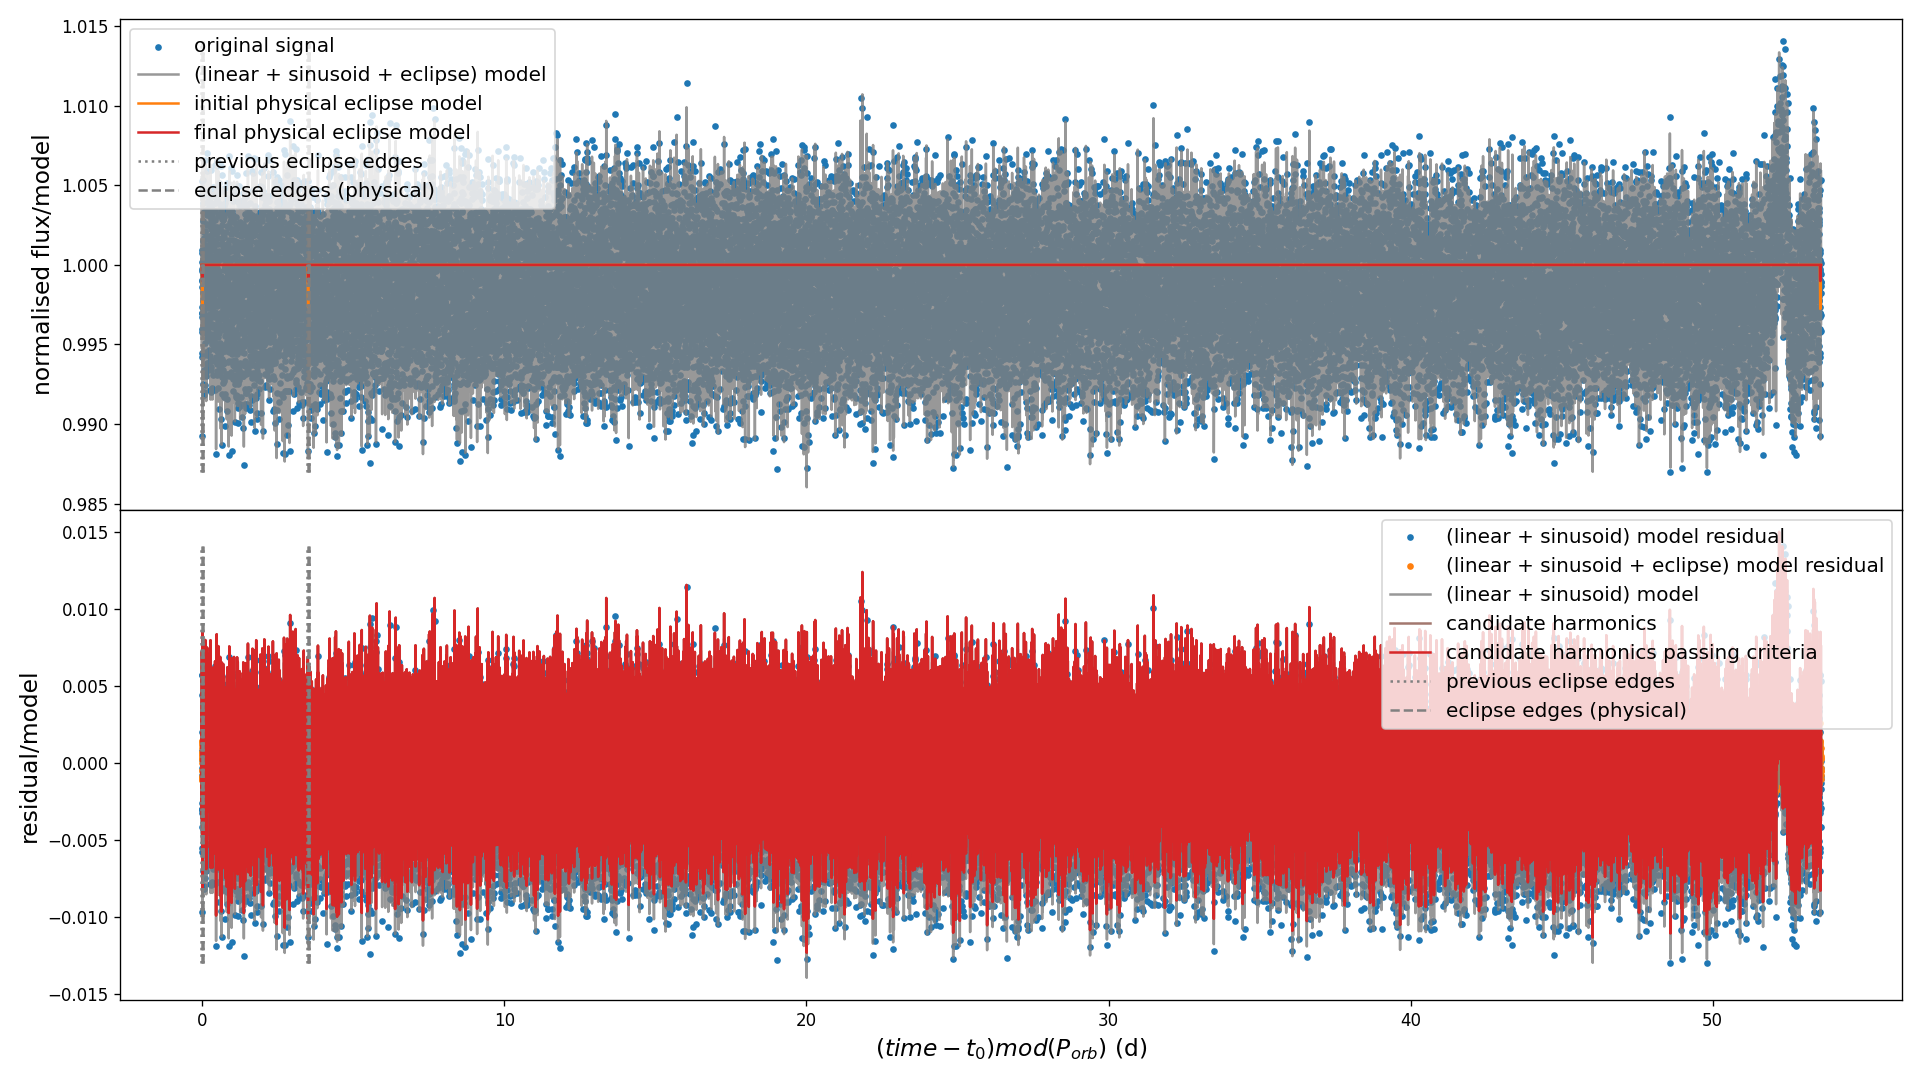 1.015
1.010
1.005
1.000
0.995
0.990
0.985
normalised flux/model
original signal
(linear + sinusoid + eclipse) model
initial physical eclipse model
final physical eclipse model
previous eclipse edges
eclipse edges (physical)
0.015
0.010
0.005
0.000
−0.005
−0.010
−0.015
residual/model
(linear + sinusoid) model residual
(linear + sinusoid + eclipse) model residual
(linear + sinusoid) model
candidate harmonics
candidate harmonics passing criteria
previous eclipse edges
eclipse edges (physical)
0 10 20 30 40 50
(time − t₀)mod(P_orb) (d)